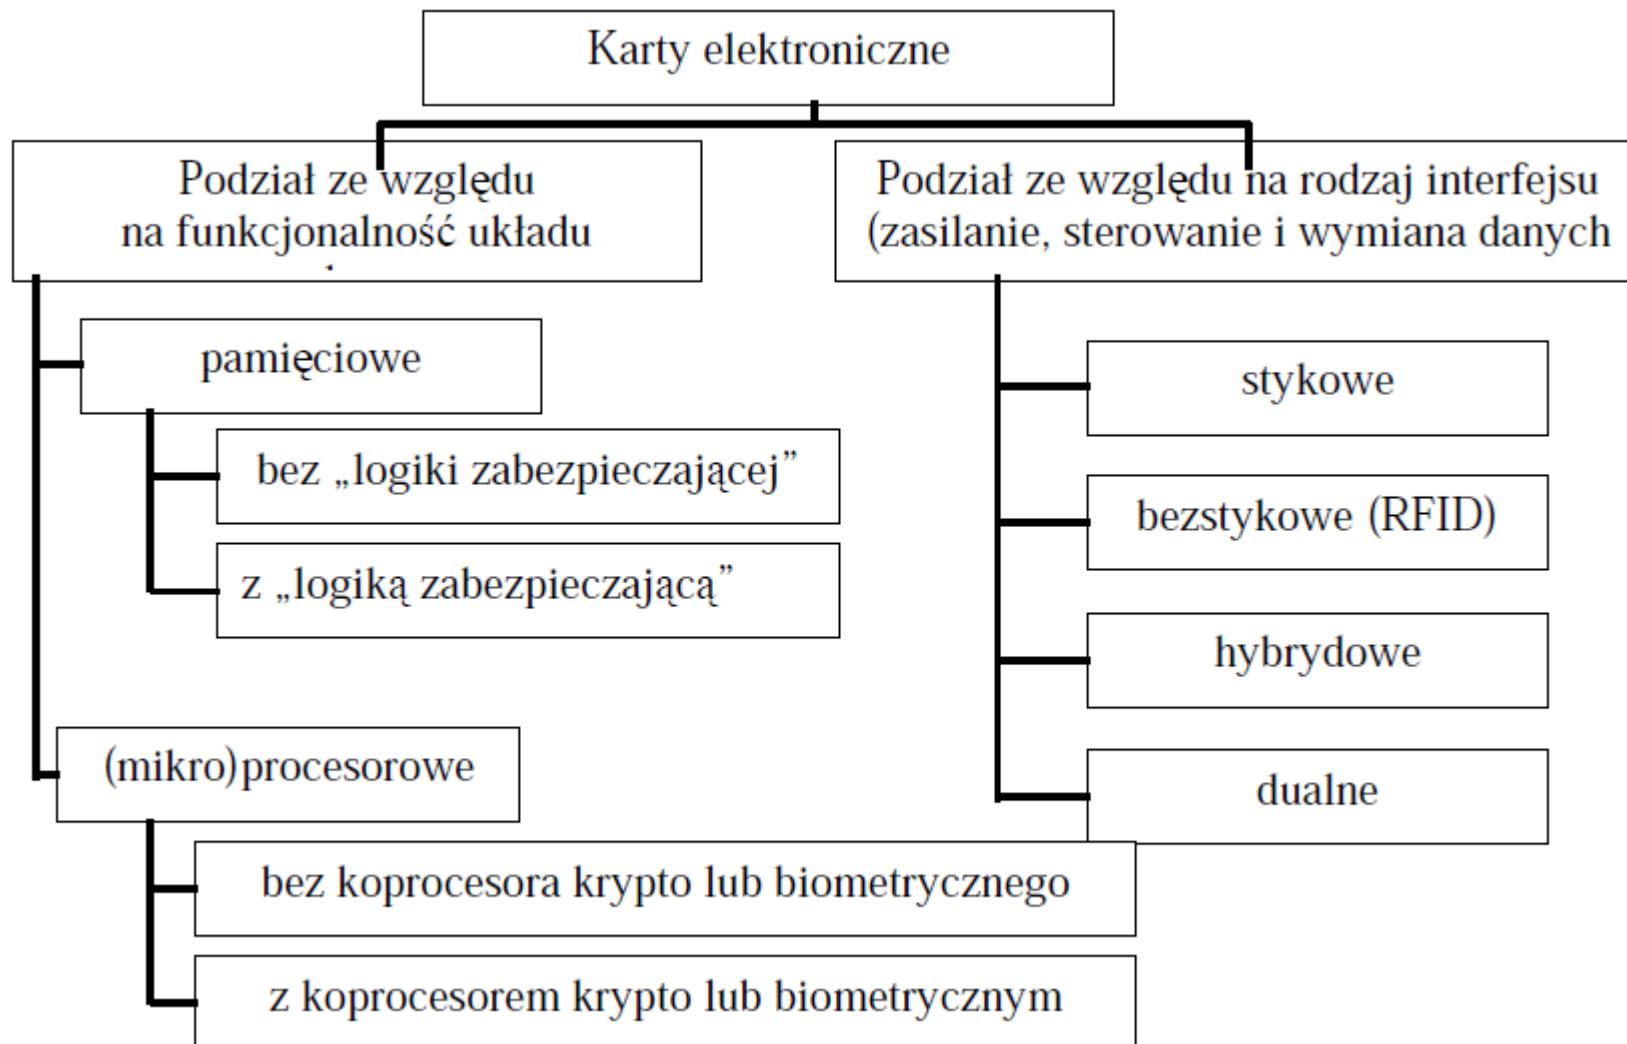 Karty elektroniczne
Podział ze względu
na funkcjonalność układu
Podział ze względu na rodzaj interfejsu
(zasilanie, sterowanie i wymiana danych
pamięciowe
bez „logiki zabezpieczającej”
z „logiką zabezpieczającą”
(mikro)procesorowe
bez koprocesora krypto lub biometrycznego
z koprocesorem krypto lub biometrycznym
stykowe
bezstykowe (RFID)
hybrydowe
dualne